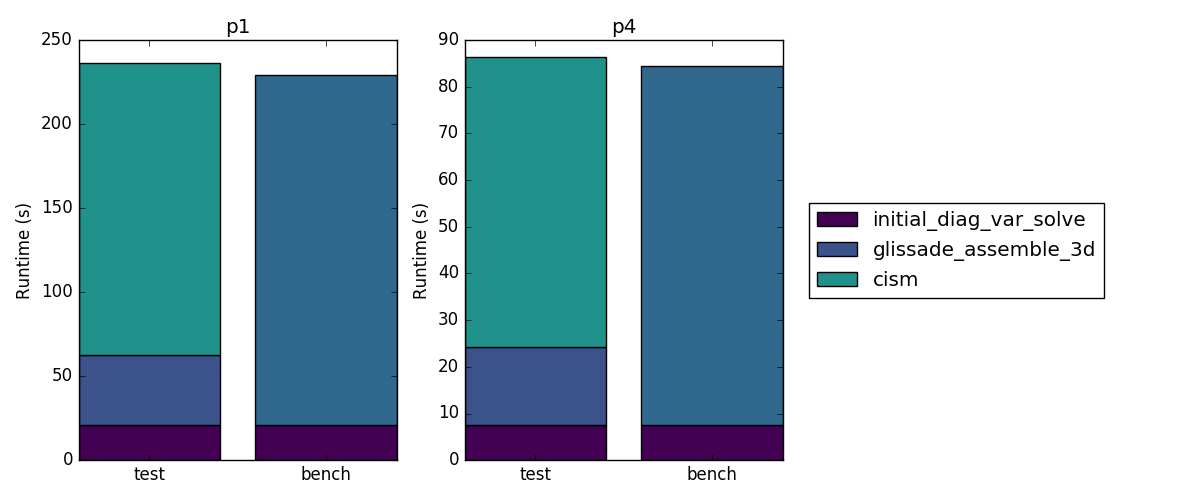 p1
250
200
150
100
50
0
Runtime (s)
test
bench
p4
90
80
70
60
50
40
30
20
10
0
Runtime (s)
test
bench
initial_diag_var_solve
glissade_assemble_3d
cism